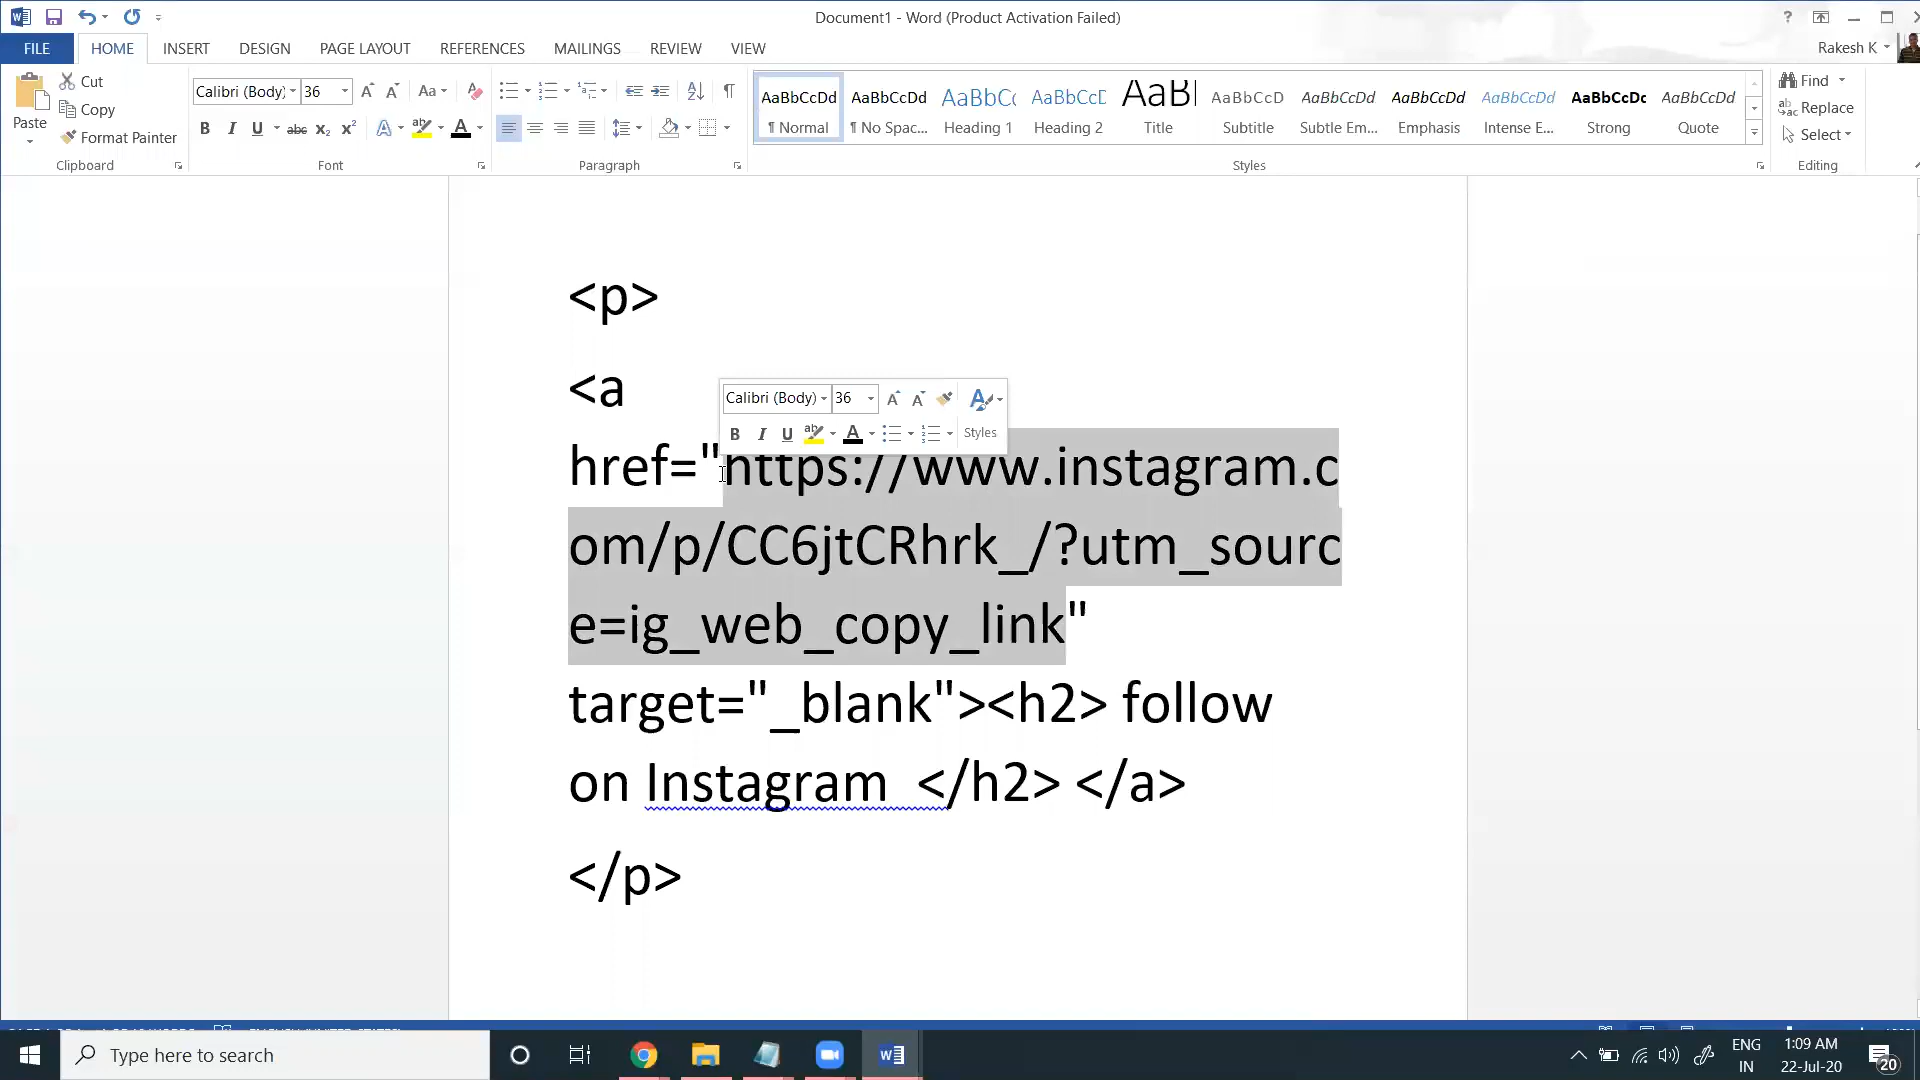 Document1 - Word (Product Activation Failed)
FILE HOME INSERT DESIGN PAGE LAYOUT REFERENCES MAILINGS REVIEW VIEW
Rakesh K
Paste
Cut
Copy
Format Painter
Clipboard
Calibri (Body) 36
Font
Paragraph
AaBbCcDd AaBbCcDd AaBbCc AaBbCcD AaBl AaBbCcD AaBbCcDd AaBbCcDd AaBbCcDd AaBbCcDc AaBbCcDd
¶ Normal ¶ No Spac... Heading 1 Heading 2 Title Subtitle Subtle Em... Emphasis Intense E... Strong Quote
Styles
Find
Replace
Select
Editing
<p>
<a
Calibri (Body) 36
B I U Styles
href="https://www.instagram.c
om/p/CC6jtCRhrk_/?utm_sourc
e=ig_web_copy_link"
target="_blank"><h2> follow
on Instagram </h2> </a>
</p>
Type here to search
ENG
IN
1:09 AM
22-Jul-20
20